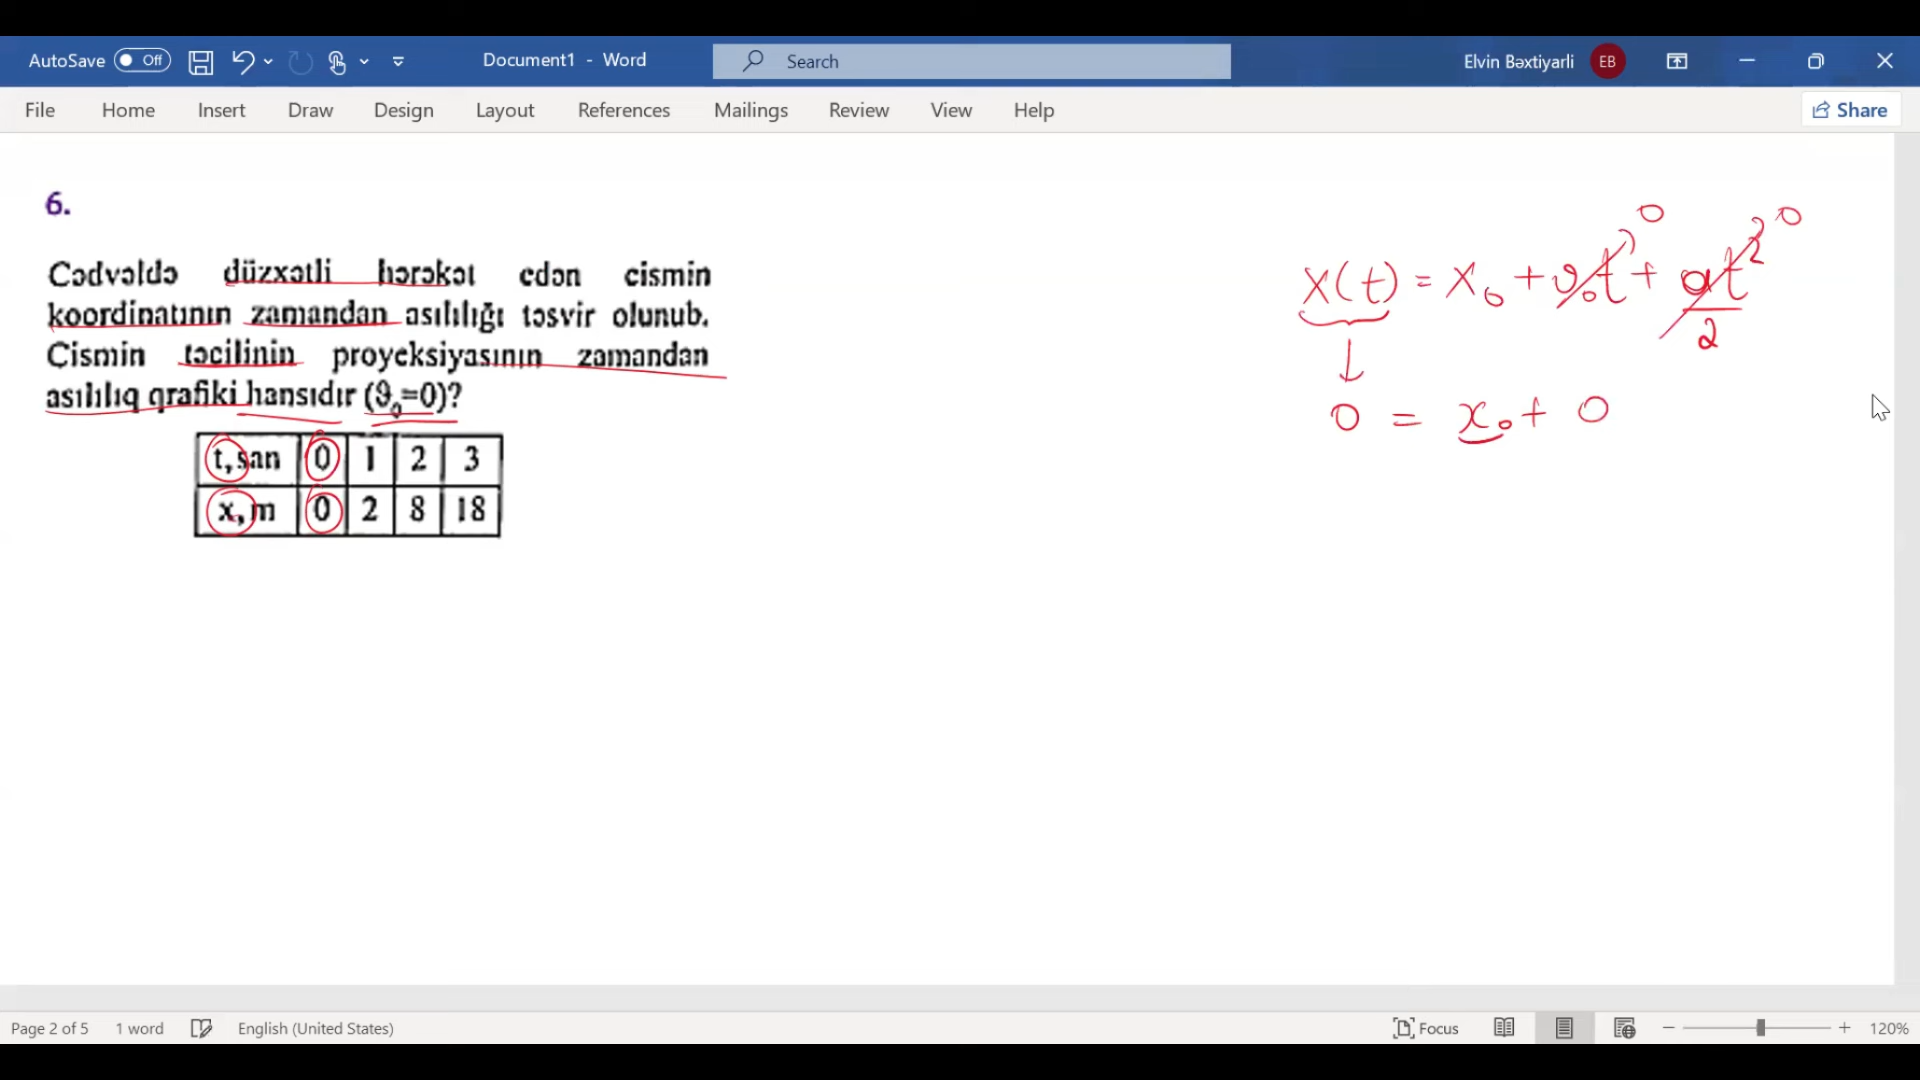 AutoSave Off Document1 - Word Search Elvin Bəxtiyarli EB
File Home Insert Draw Design Layout References Mailings Review View Help Share
6.
Cədvəldə düzxətli hərəkət edən cismin
koordinatının zamandan asılılığı təsvir olunub.
Cismin təcilinin proyeksiyasının zamandan
asılılıq qrafiki hansıdır (ϑ₀=0)?
t,san 0 1 2 3
x,m 0 2 8 18
0 0
x(t) = x₀ + ϑ₀t + at²/2
0 = x₀ + 0
Page 2 of 5 1 word English (United States) Focus 120%